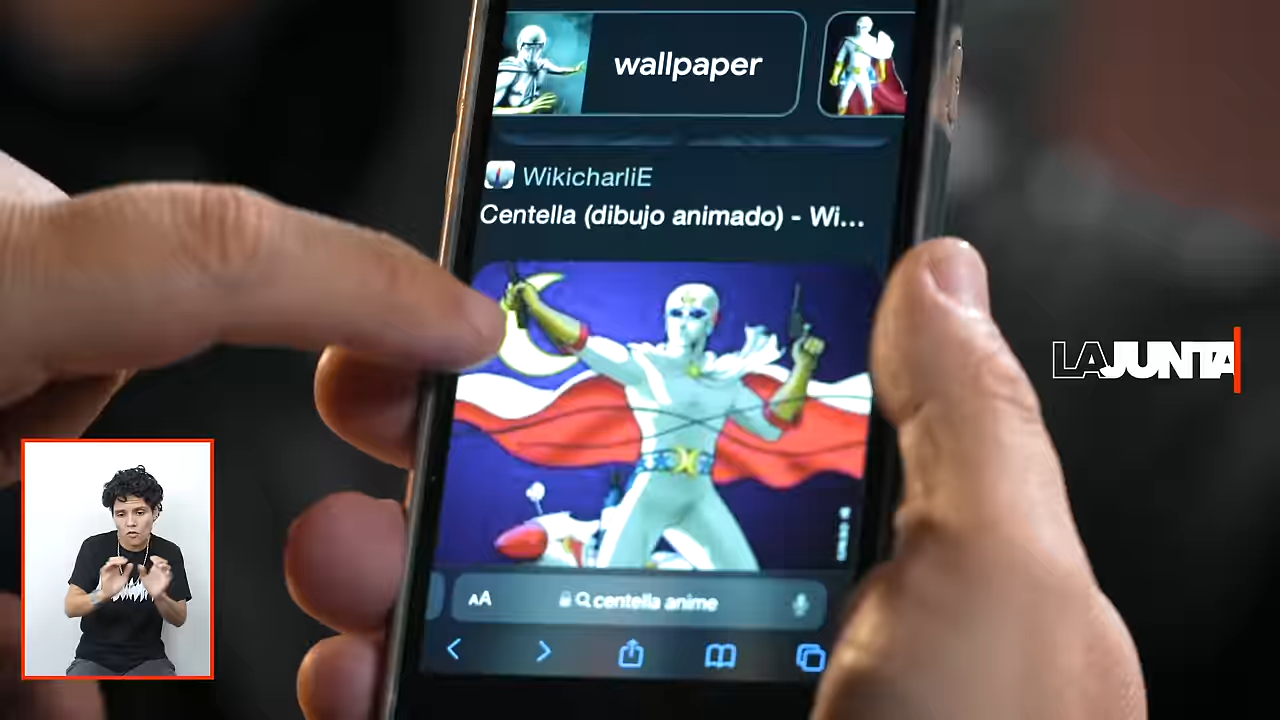 wallpaper
WikicharliE
Centella (dibujo animado) - Wi...
AA centella anime
LAJUNTA